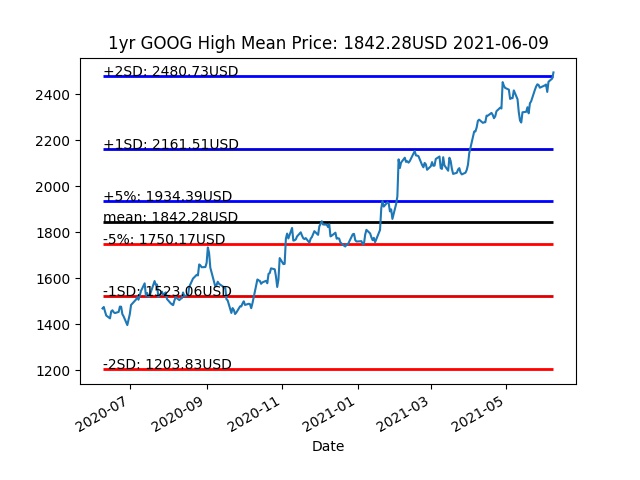 1yr GOOG High Mean Price: 1842.28USD 2021-06-09
+2SD: 2480.73USD
2400
2200
+1SD: 2161.51USD
2000
+5%: 1934.39USD
mean: 1842.28USD
1800
-5%: 1750.17USD
1600
-1SD: 1523.06USD
1400
-2SD: 1203.83USD
1200
2020-07
2020-09
2020-11
2021-01
2021-03
2021-05
Date